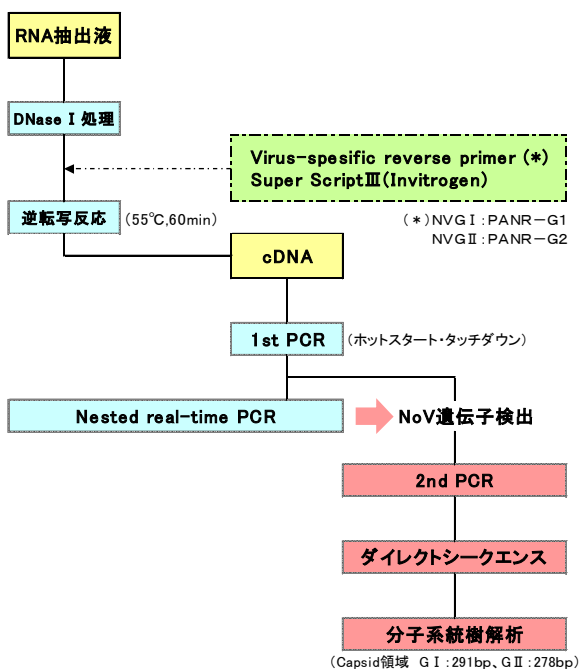 RNA抽出液
DNase Ⅰ 処理
Virus-spesific reverse primer (*)
Super ScriptⅢ(Invitrogen)
逆転写反応 (55℃,60min)
(*)NVGⅠ:PANR-G1
NVGⅡ:PANR-G2
cDNA
1st PCR (ホットスタート・タッチダウン)
Nested real-time PCR
NoV遺伝子検出
2nd PCR
ダイレクトシークエンス
分子系統樹解析
(Capsid領域 GⅠ:291bp、GⅡ:278bp)